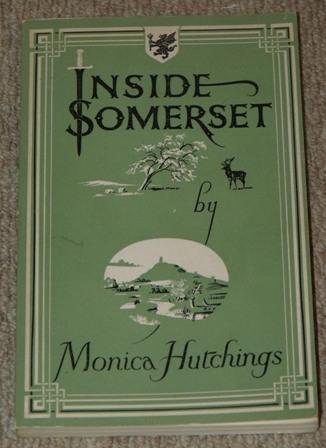 INSIDE
SOMERSET
by
Monica Hutchings